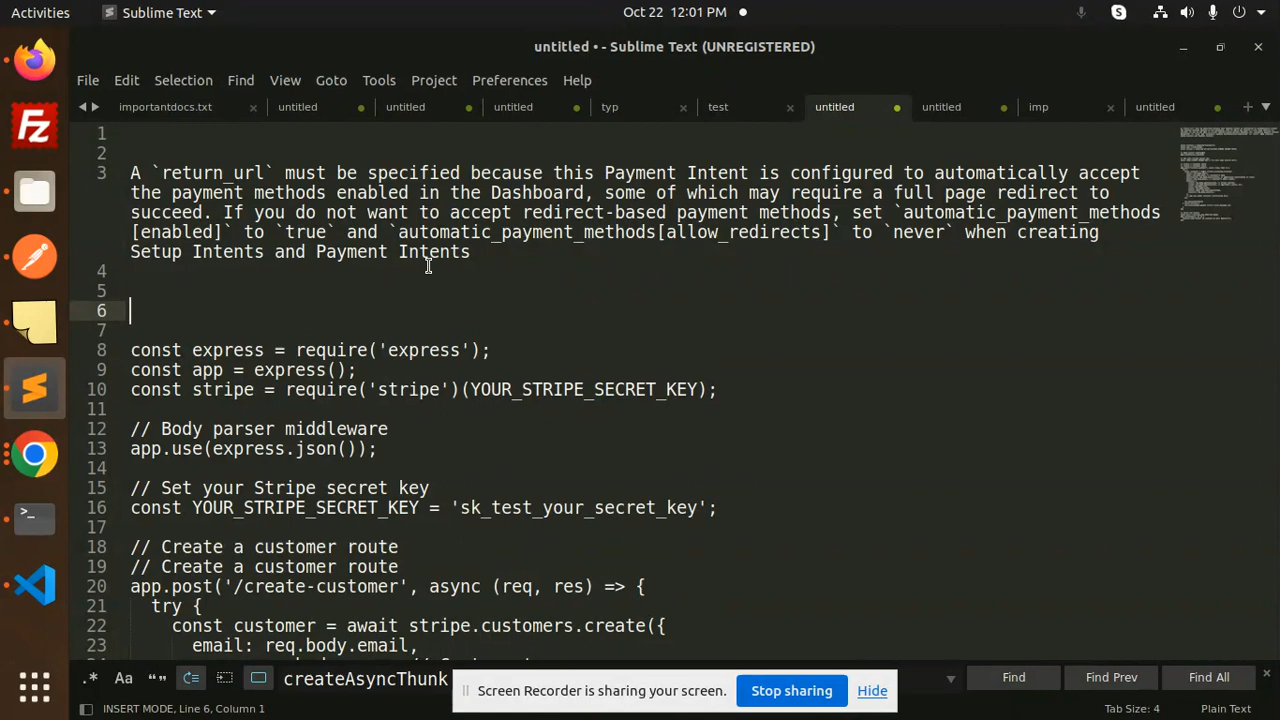 Activities
Sublime Text
Oct 22 12:01 PM
untitled • - Sublime Text (UNREGISTERED)
File Edit Selection Find View Goto Tools Project Preferences Help
importantdocs.txt untitled untitled untitled typ test untitled untitled imp untitled
1
2
3 A `return_url` must be specified because this Payment Intent is configured to automatically accept
the payment methods enabled in the Dashboard, some of which may require a full page redirect to
succeed. If you do not want to accept redirect-based payment methods, set `automatic_payment_methods
[enabled]` to `true` and `automatic_payment_methods[allow_redirects]` to `never` when creating
Setup Intents and Payment Intents
4
5
6
7
8 const express = require('express');
9 const app = express();
10 const stripe = require('stripe')(YOUR_STRIPE_SECRET_KEY);
11
12 // Body parser middleware
13 app.use(express.json());
14
15 // Set your Stripe secret key
16 const YOUR_STRIPE_SECRET_KEY = 'sk_test_your_secret_key';
17
18 // Create a customer route
19 // Create a customer route
20 app.post('/create-customer', async (req, res) => {
21 try {
22 const customer = await stripe.customers.create({
23 email: req.body.email,
.* Aa “” createAsyncThunk Find Find Prev Find All
Screen Recorder is sharing your screen. Stop sharing Hide
INSERT MODE, Line 6, Column 1
Tab Size: 4
Plain Text